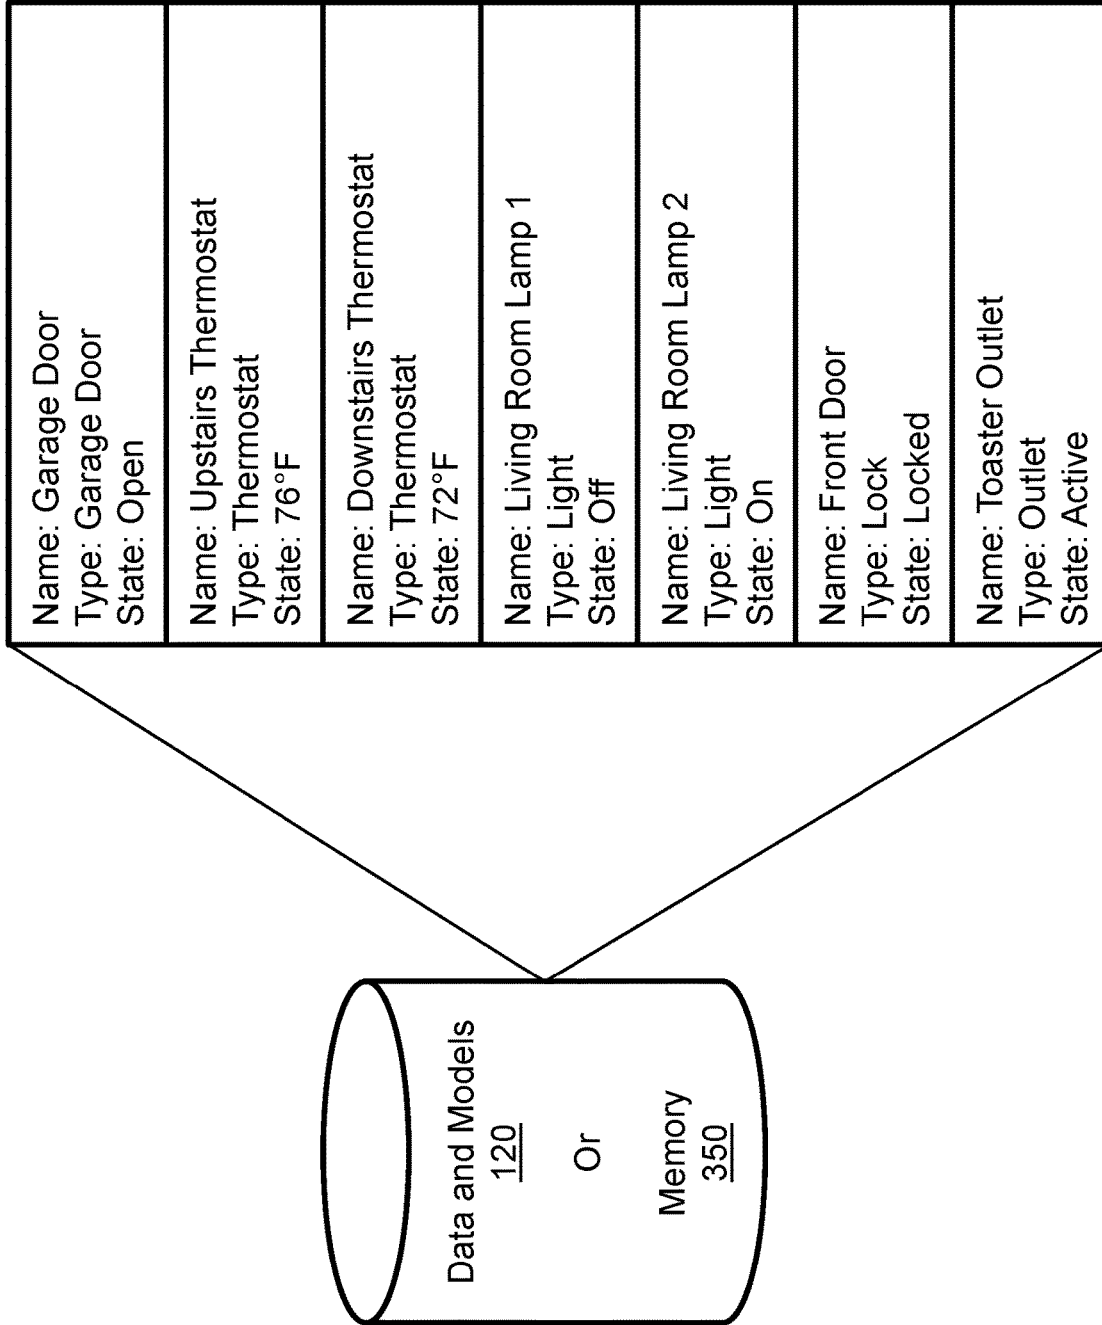 Data and Models
120
Or
Memory
350
Name: Garage Door
Type: Garage Door
State: Open
Name: Upstairs Thermostat
Type: Thermostat
State: 76°F
Name: Downstairs Thermostat
Type: Thermostat
State: 72°F
Name: Living Room Lamp 1
Type: Light
State: Off
Name: Living Room Lamp 2
Type: Light
State: On
Name: Front Door
Type: Lock
State: Locked
Name: Toaster Outlet
Type: Outlet
State: Active